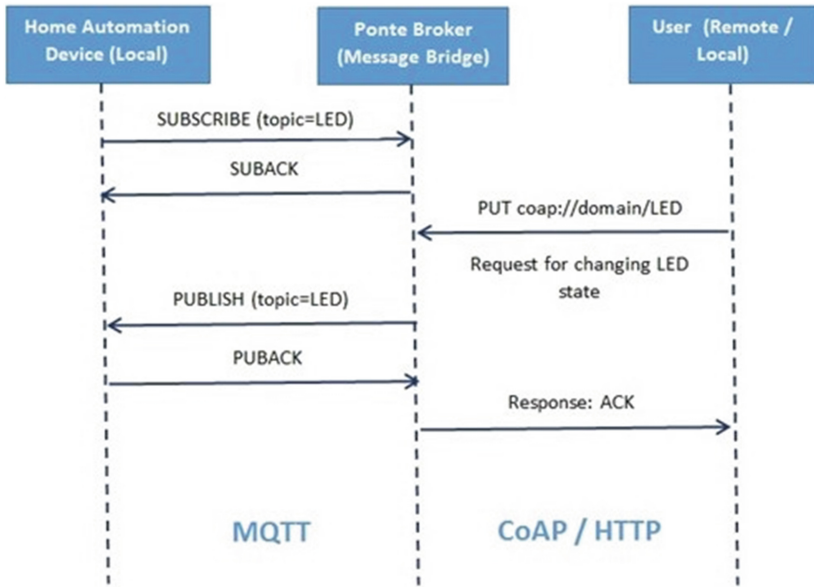 Home Automation
Device (Local)
Ponte Broker
(Message Bridge)
User (Remote /
Local)
SUBSCRIBE (topic=LED)
SUBACK
PUT coap://domain/LED
Request for changing LED
state
PUBLISH (topic=LED)
PUBACK
Response: ACK
MQTT
CoAP / HTTP